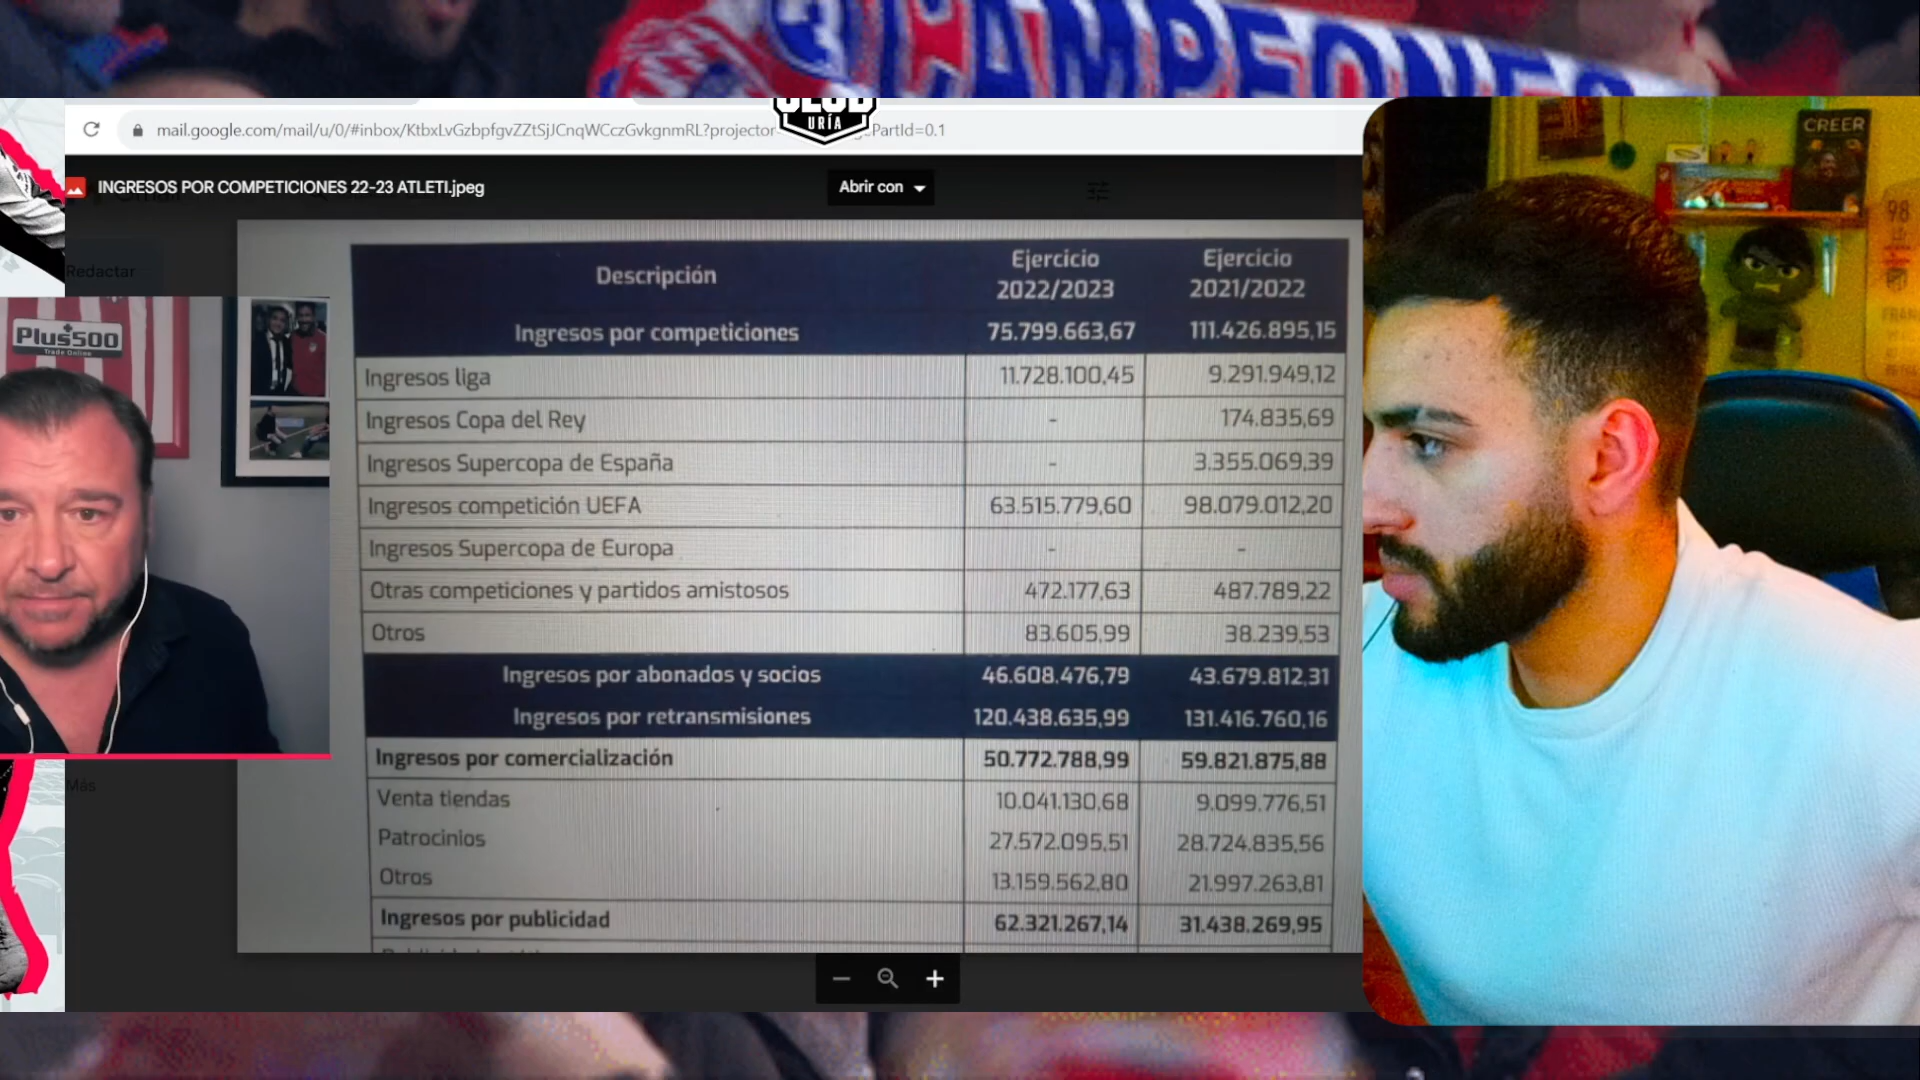 CAMPEONES
CLUB
URÍA
mail.google.com/mail/u/0/#inbox/KtbxLvGzbpfgvZZtSjJCnqWCczGvkgnmRL?projector
PartId=0.1
INGRESOS POR COMPETICIONES 22-23 ATLETI.jpeg
Abrir con
Redactar
Más
Plus500
Trade Online
CREER
98
Descripción Ejercicio 2022/2023 Ejercicio 2021/2022
Ingresos por competiciones 75.799.663,67 111.426.895,15
Ingresos liga 11.728.100,45 9.291.949,12
Ingresos Copa del Rey - 174.835,69
Ingresos Supercopa de España - 3.355.069,39
Ingresos competición UEFA 63.515.779,60 98.079.012,20
Ingresos Supercopa de Europa - -
Otras competiciones y partidos amistosos 472.177,63 487.789,22
Otros 83.605,99 38.239,53
Ingresos por abonados y socios 46.608.476,79 43.679.812,31
Ingresos por retransmisiones 120.438.635,99 131.416.760,16
Ingresos por comercialización 50.772.788,99 59.821.875,88
Venta tiendas 10.041.130,68 9.099.776,51
Patrocinios 27.572.095,51 28.724.835,56
Otros 13.159.562,80 21.997.263,81
Ingresos por publicidad 62.321.267,14 31.438.269,95